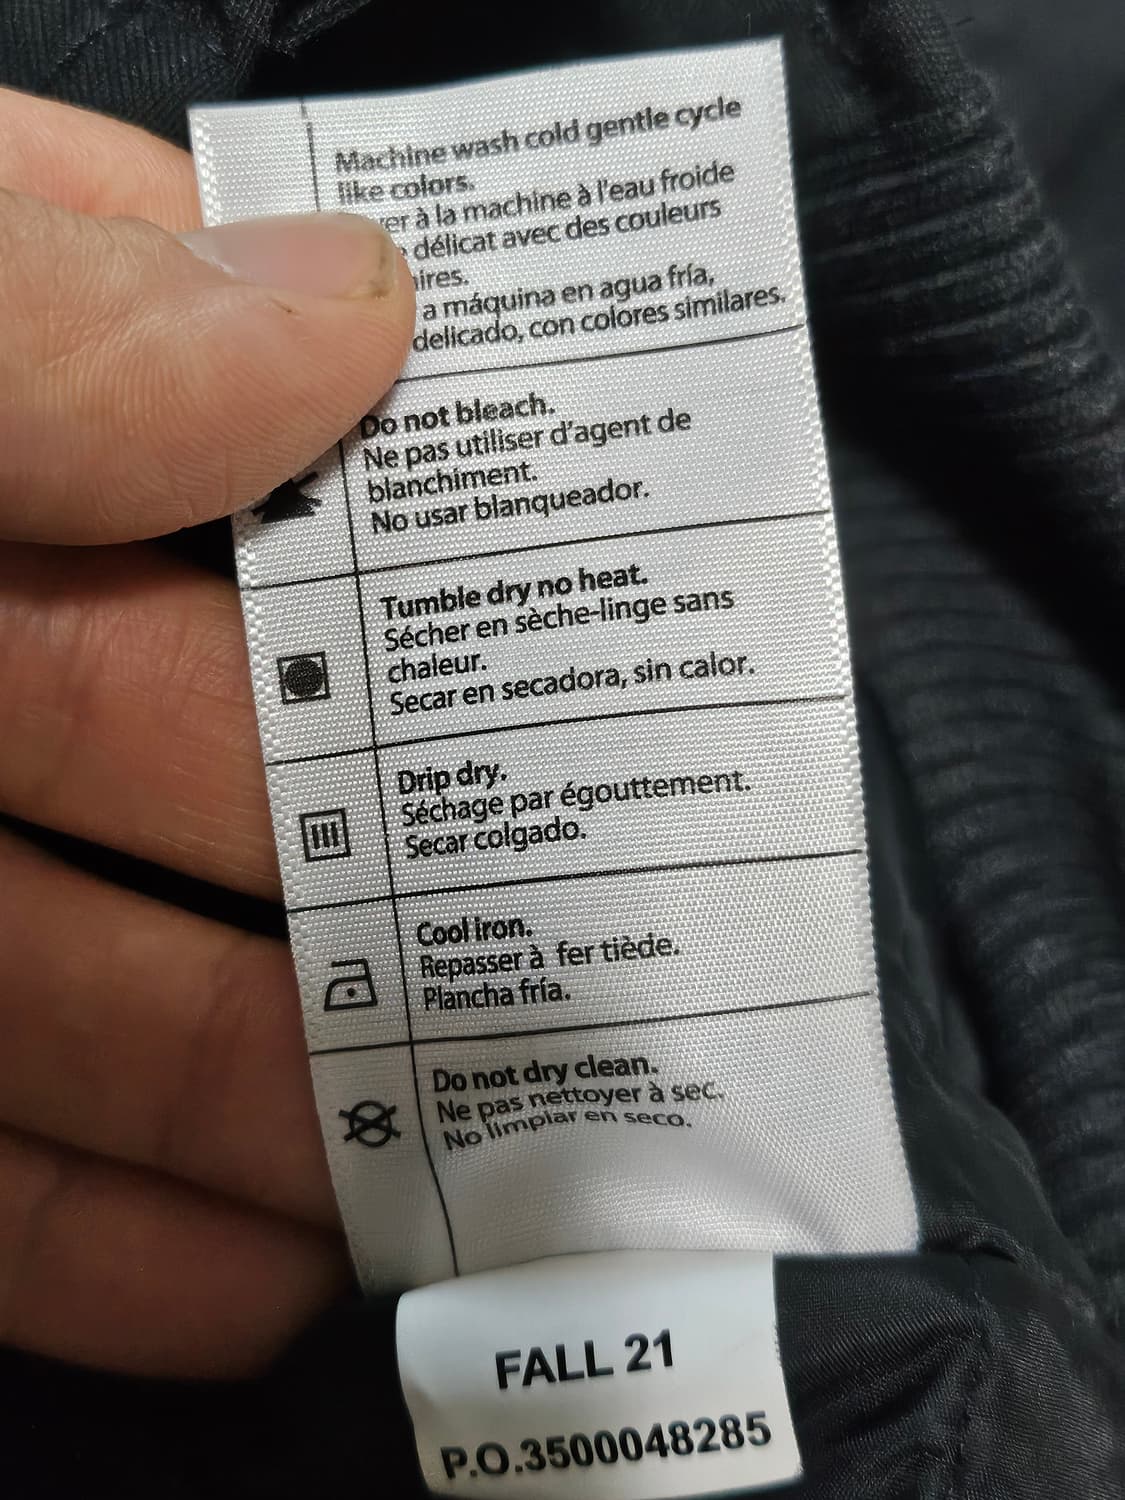 Machine wash cold gentle cycle
like colors.
à la machine à l'eau froide
délicat avec des couleurs
a máquina en agua fría,
delicado, con colores similares.
Do not bleach.
Ne pas utiliser d'agent de
blanchiment.
No usar blanqueador.
Tumble dry no heat.
Sécher en sèche-linge sans
chaleur.
Secar en secadora, sin calor.
Drip dry.
Séchage par égouttement.
Secar colgado.
Cool iron.
Repasser à fer tiède.
Plancha fría.
Do not dry clean.
Ne pas nettoyer à sec.
No limpiar en seco.
FALL 21
P.O.3500048285